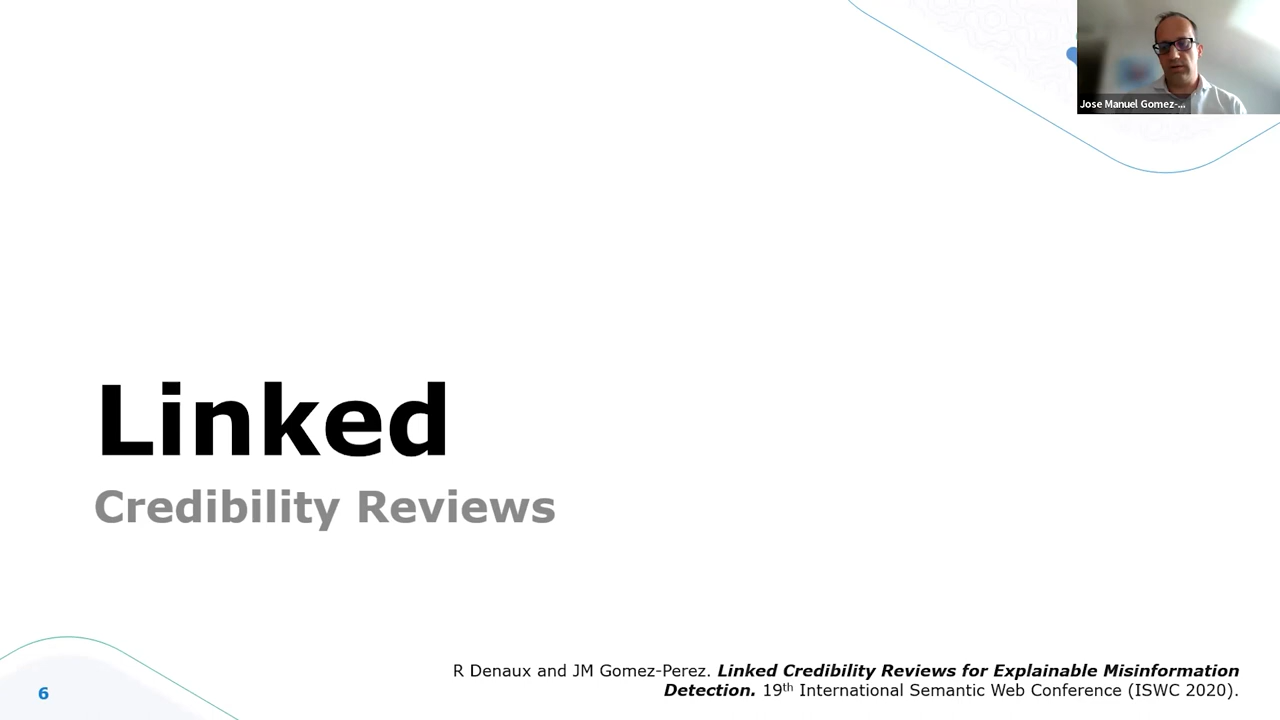 Jose Manuel Gomez-...
Linked
Credibility Reviews
R Denaux and JM Gomez-Perez. Linked Credibility Reviews for Explainable Misinformation
Detection. 19th International Semantic Web Conference (ISWC 2020).
6